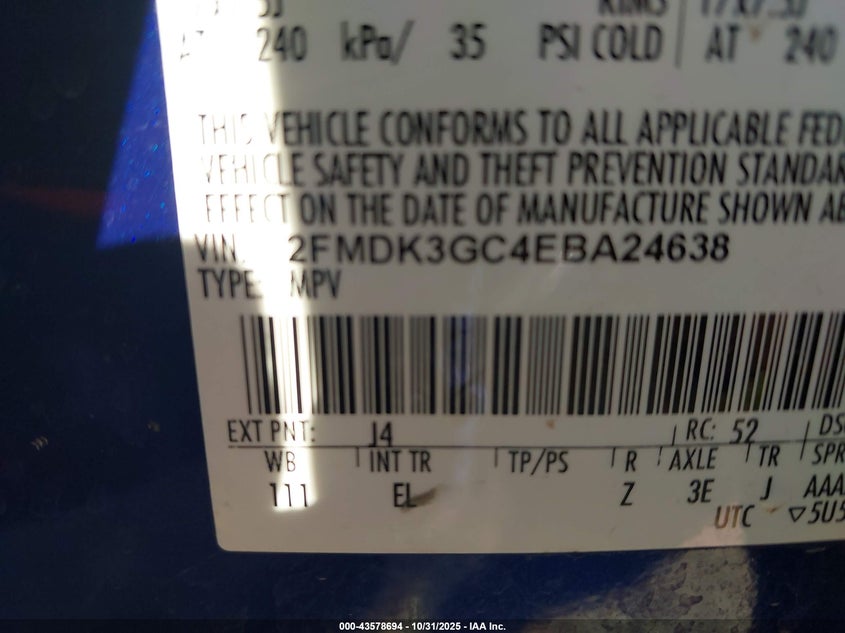 240 kPa/ 35 PSI COLD AT 240
THIS VEHICLE CONFORMS TO ALL APPLICABLE FED
VEHICLE SAFETY AND THEFT PREVENTION STANDAR
EFFECT ON THE DATE OF MANUFACTURE SHOWN AB
VIN: 2FMDK3GC4EBA24638
TYPE: MPV
EXT PNT: J4 RC: 52 DS
WB INT TR TP/PS R AXLE TR SPR
111 EL Z 3E J AAA
UTC ▽5U5
000-43578694 - 10/31/2025 - IAA Inc.